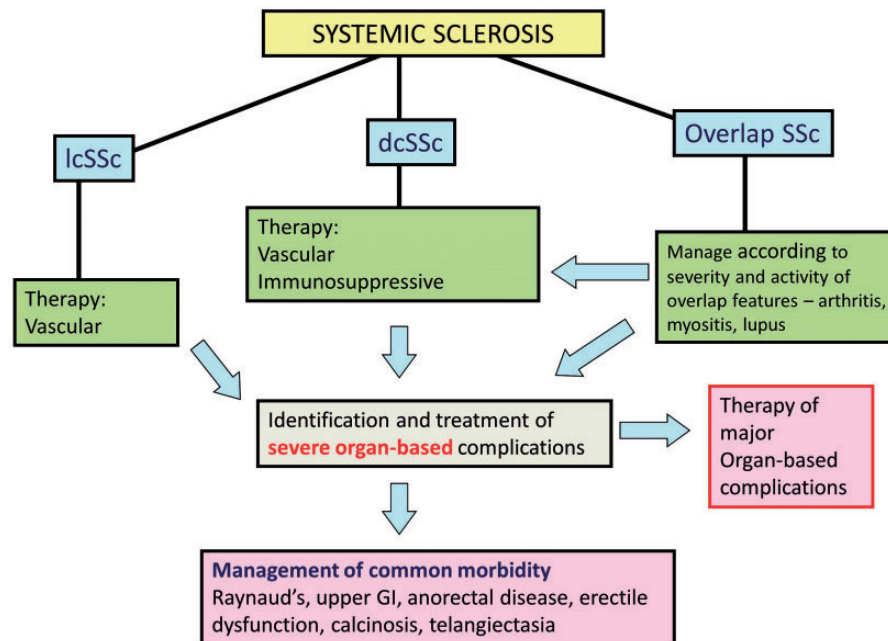 SYSTEMIC SCLEROSIS
lcSSc
dcSSc
Overlap SSc
Therapy:
Vascular
Therapy:
Vascular
Immunosuppressive
Manage according to
severity and activity of
overlap features – arthritis,
myositis, lupus
Identification and treatment of
severe organ-based complications
Therapy of
major
Organ-based
complications
Management of common morbidity
Raynaud's, upper GI, anorectal disease, erectile
dysfunction, calcinosis, telangiectasia